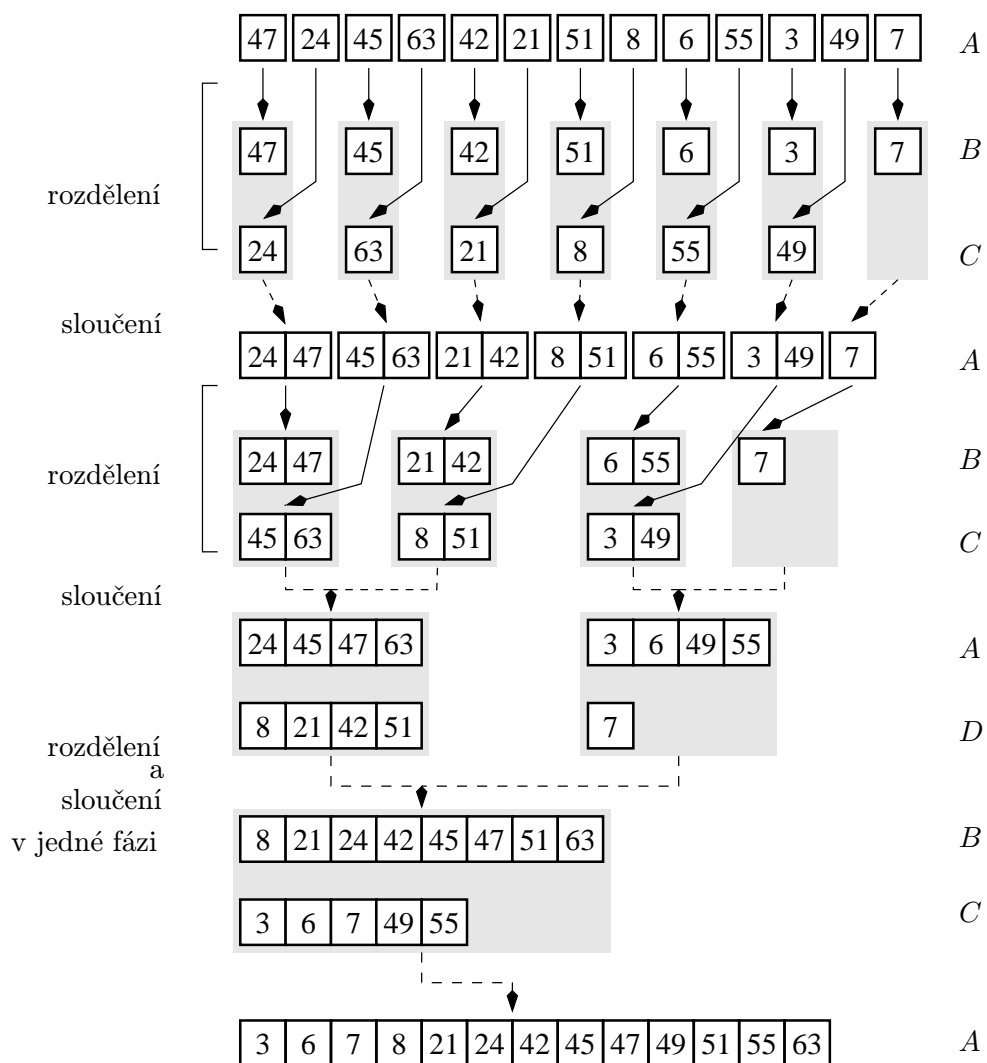 47 24 45 63 42 21 51 8 6 55 3 49 7 A
47 45 42 51 6 3 7 B
rozdělení
24 63 21 8 55 49 C
sloučení
24 47 45 63 21 42 8 51 6 55 3 49 7 A
24 47 21 42 6 55 7 B
rozdělení
45 63 8 51 3 49 C
sloučení
24 45 47 63 3 6 49 55 A
8 21 42 51 7 D
rozdělení
a
sloučení
v jedné fázi 8 21 24 42 45 47 51 63 B
3 6 7 49 55 C
3 6 7 8 21 24 42 45 47 49 51 55 63 A